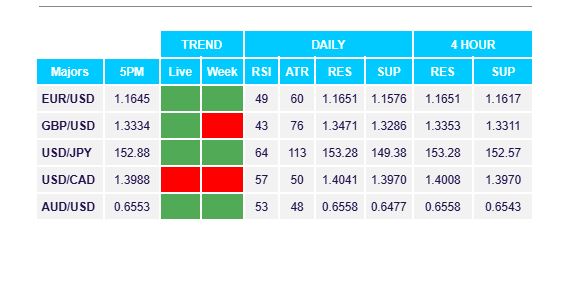 TREND DAILY 4 HOUR
Majors 5PM Live Week RSI ATR RES SUP RES SUP
EUR/USD 1.1645 49 60 1.1651 1.1576 1.1651 1.1617
GBP/USD 1.3334 43 76 1.3471 1.3286 1.3353 1.3311
USD/JPY 152.88 64 113 153.28 149.38 153.28 152.57
USD/CAD 1.3988 57 50 1.4041 1.3970 1.4008 1.3970
AUD/USD 0.6553 53 48 0.6558 0.6477 0.6558 0.6543